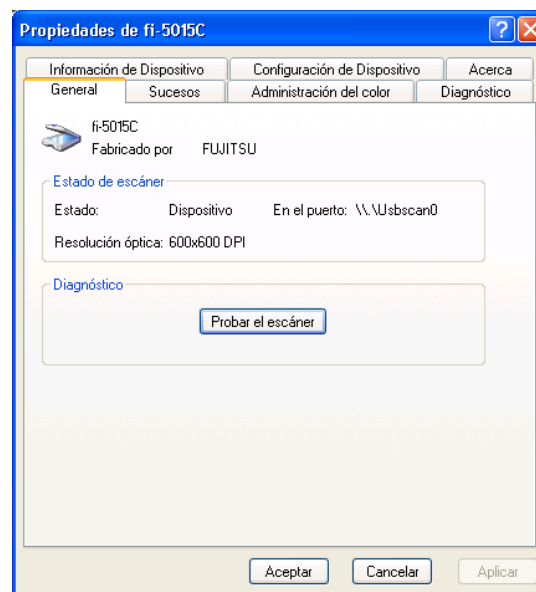 Propiedades de fi-5015C
Información de Dispositivo Configuración de Dispositivo Acerca
General Sucesos Administración del color Diagnóstico
fi-5015C
Fabricado por FUJITSU
Estado de escáner
Estado: Dispositivo En el puerto: \\.\Usbscan0
Resolución óptica: 600x600 DPI
Diagnóstico
Probar el escáner
Aceptar Cancelar Aplicar